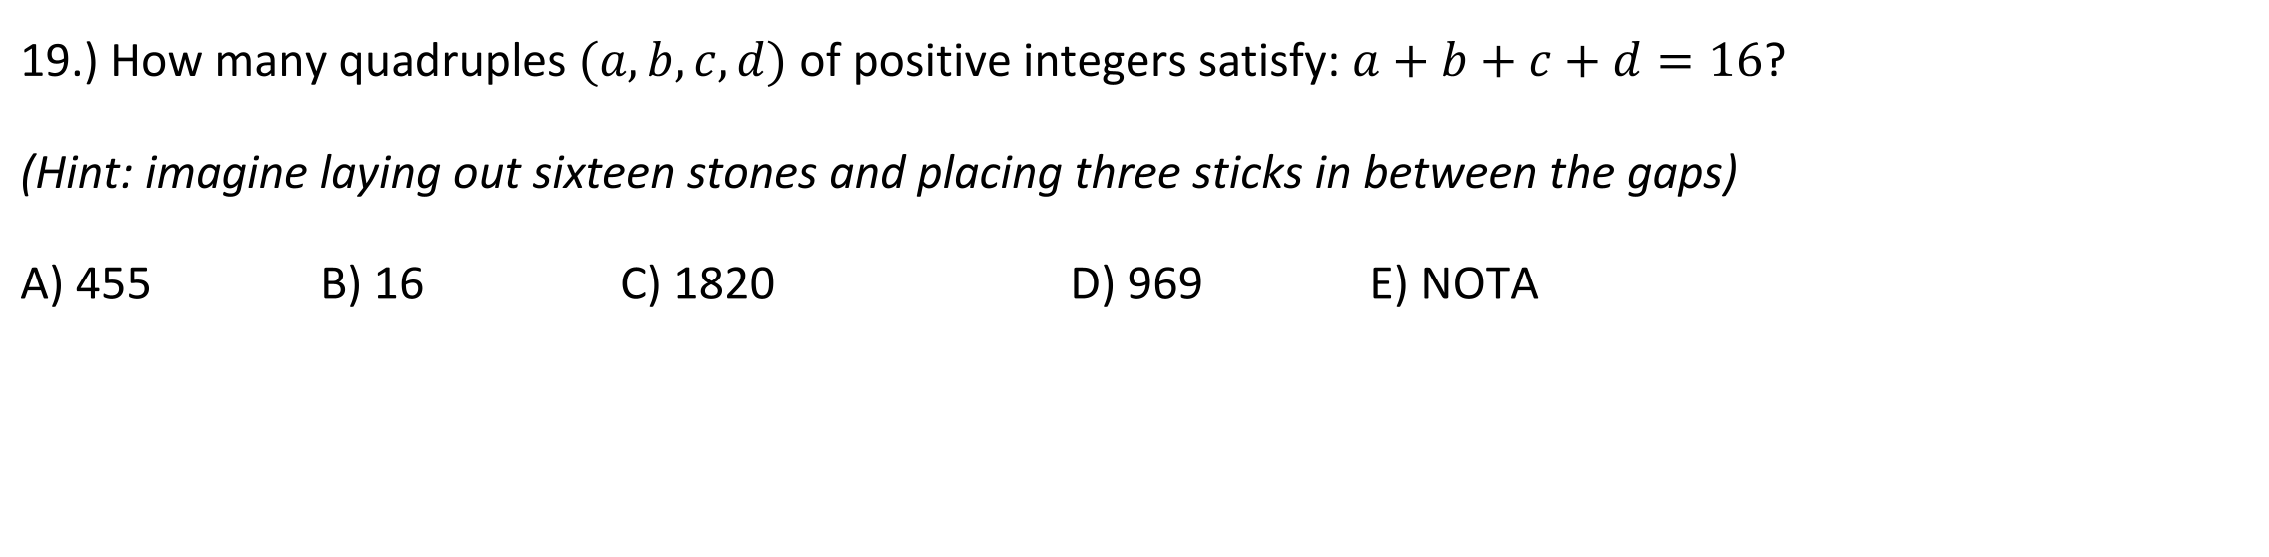 19.) How many quadruples (a, b, c, d) of positive integers satisfy: a + b + c + d = 16?
(Hint: imagine laying out sixteen stones and placing three sticks in between the gaps)
A) 455 B) 16 C) 1820 D) 969 E) NOTA